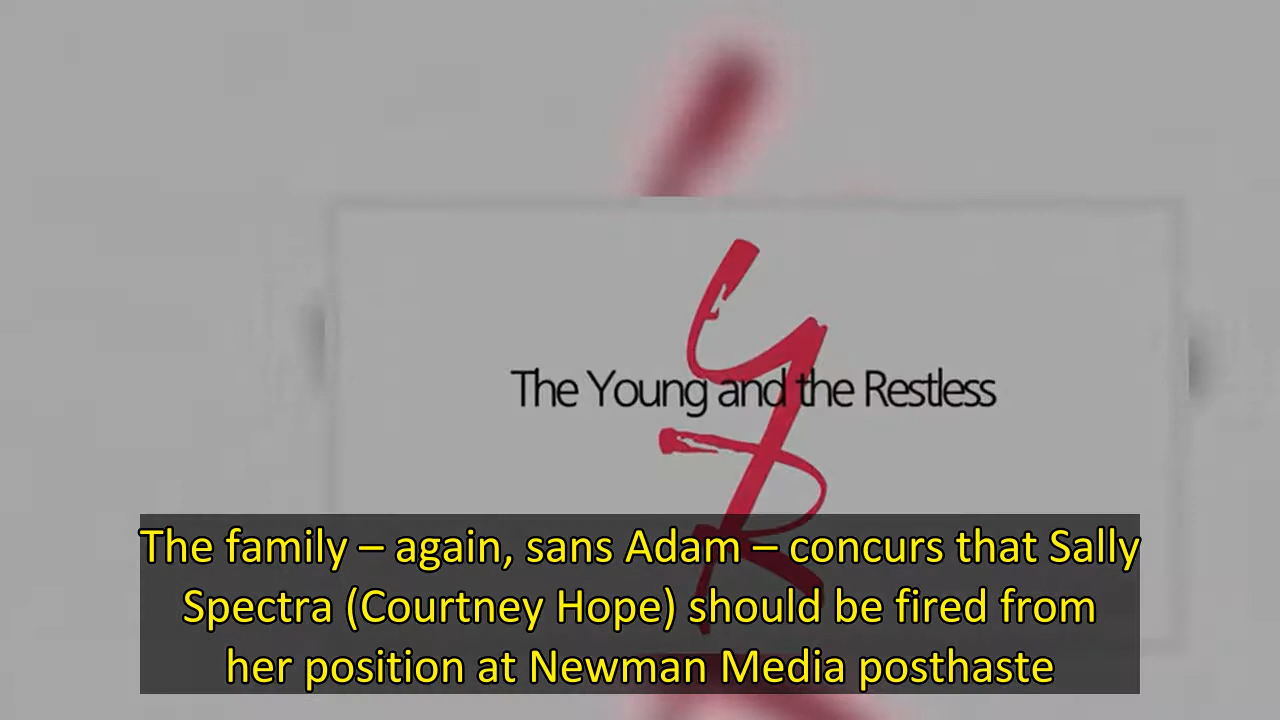 The Young and the Restless
The family – again, sans Adam – concurs that Sally
Spectra (Courtney Hope) should be fired from
her position at Newman Media posthaste